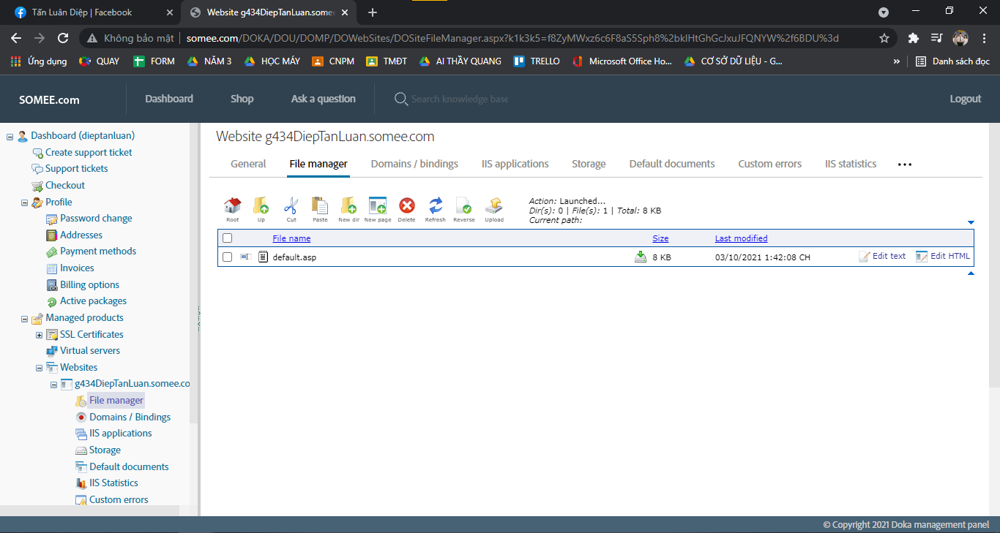 Tấn Luân Diệp | Facebook
Website g434DiepTanLuan.somee
Không bảo mật
somee.com/DOKA/DOU/DOMP/DOWebSites/DOSiteFileManager.aspx?k1k3k5=f8ZyMWxz6c6F8aS5Sph8%2bkIHtGhGcJxuJFQNYW%2f6BDU%3d
Ứng dụng
QUAY
FORM
NĂM 3
HỌC MÁY
CNPM
TMĐT
AI THẦY QUANG
TRELLO
Microsoft Office Ho...
CƠ SỞ DỮ LIỆU - G...
»
Danh sách đọc
SOMEE.com
Dashboard
Shop
Ask a question
Search knowledge base
Logout
Dashboard (dieptanluan)
Create support ticket
Support tickets
Checkout
Profile
Password change
Addresses
Payment methods
Invoices
Billing options
Active packages
Managed products
SSL Certificates
Virtual servers
Websites
g434DiepTanLuan.somee.co
File manager
Domains / Bindings
IIS applications
Storage
Default documents
IIS Statistics
Custom errors
Website g434DiepTanLuan.somee.com
General
File manager
Domains / bindings
IIS applications
Storage
Default documents
Custom errors
IIS statistics
Root
Up
Cut
Paste
New dir
New page
Delete
Refresh
Reverse
Upload
Action: Launched...
Dir(s): 0 | File(s): 1 | Total: 8 KB
Current path:
File name
Size
Last modified
default.asp
8 KB
03/10/2021 1:42:08 CH
Edit text
Edit HTML
© Copyright 2021 Doka management panel